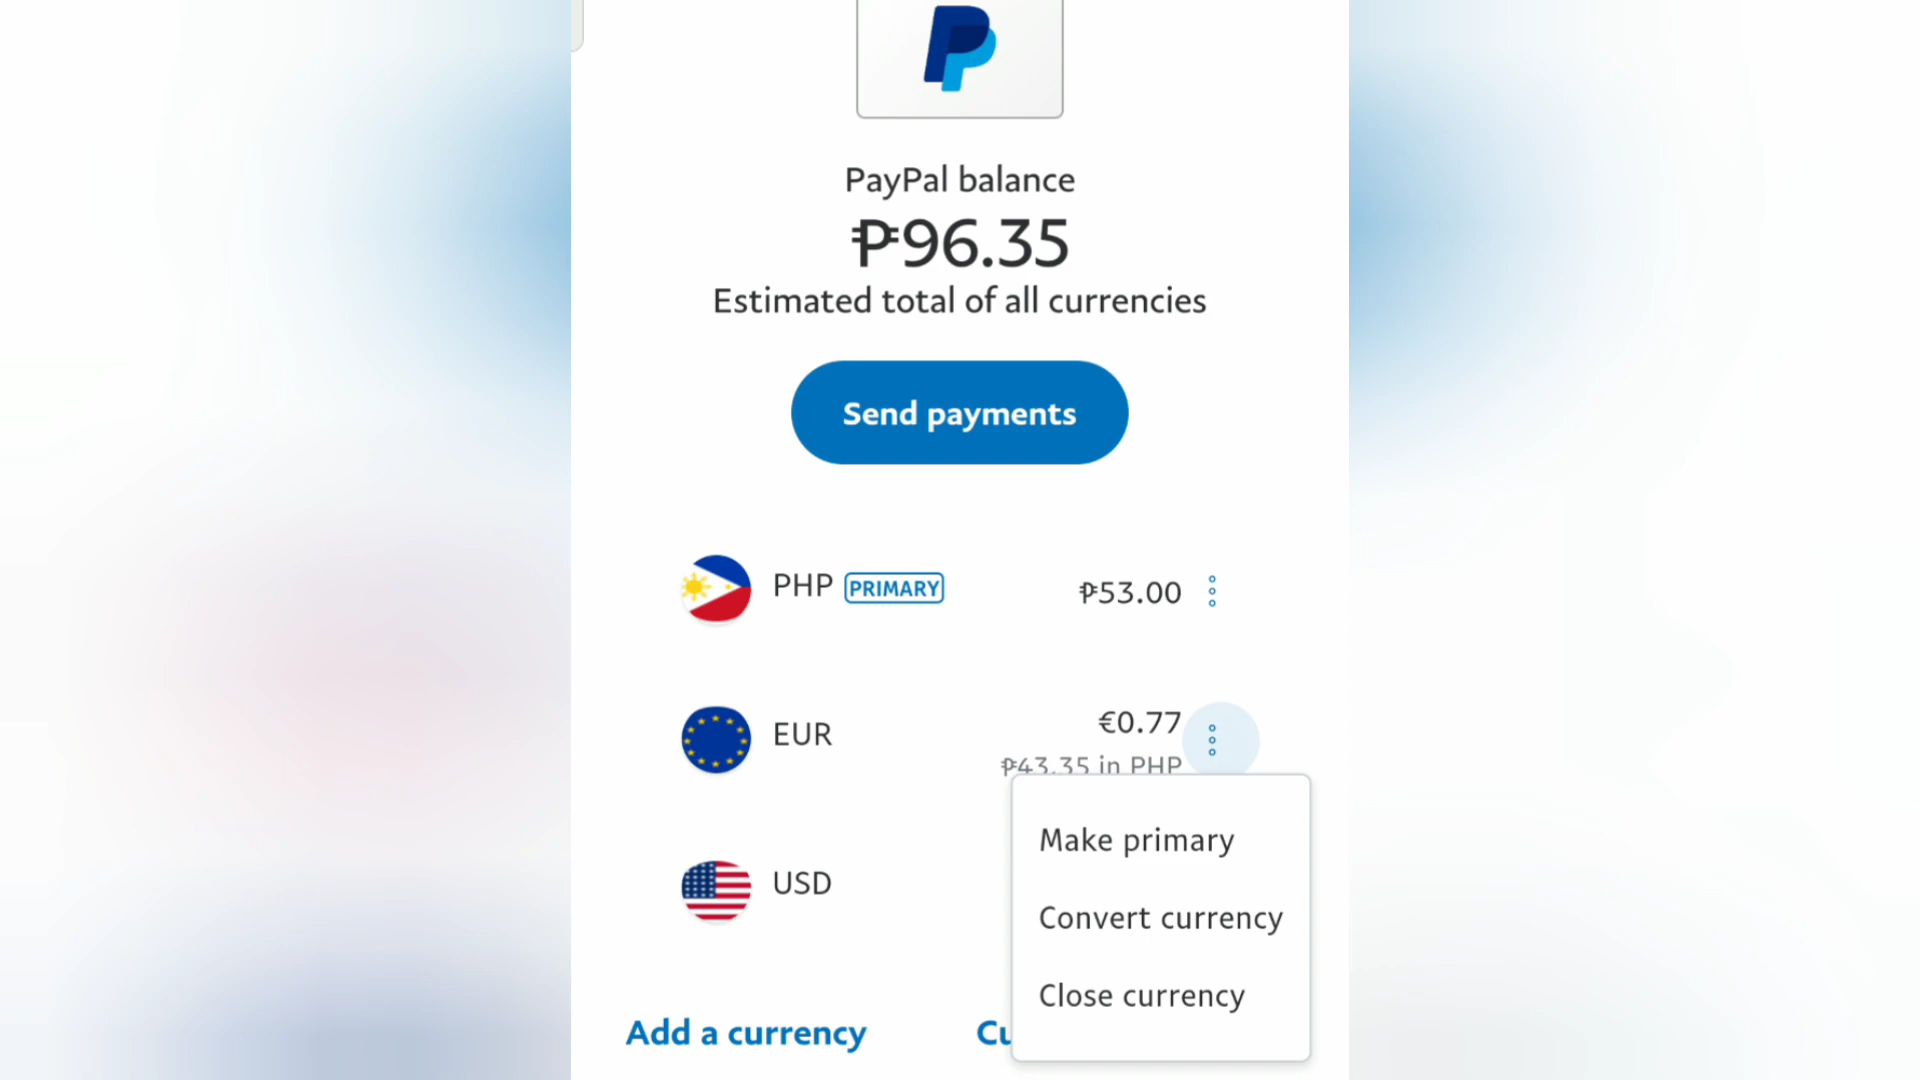 PayPal balance
₱96.35
Estimated total of all currencies
Send payments
PHP PRIMARY ₱53.00
EUR €0.77
₱43.35 in PHP
Make primary
USD
Convert currency
Close currency
Add a currency